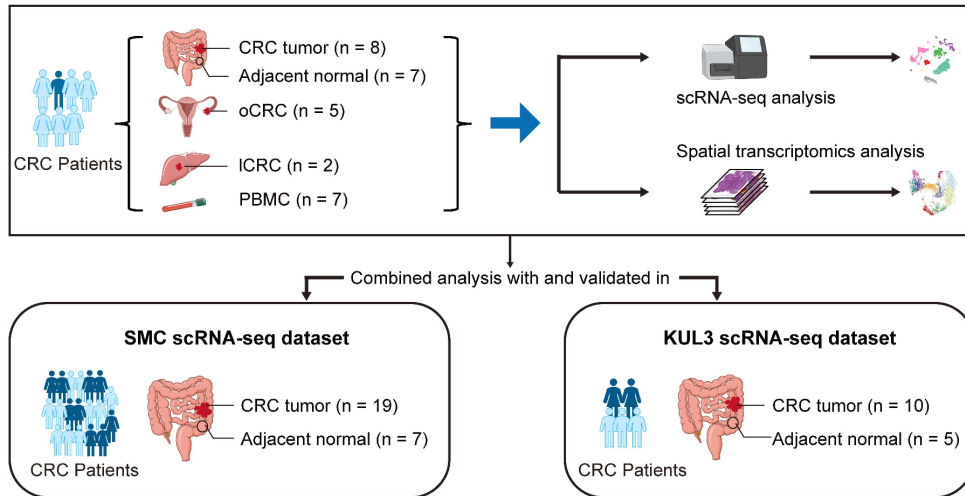 CRC tumor (n = 8)
Adjacent normal (n = 7)
oCRC (n = 5)
lCRC (n = 2)
PBMC (n = 7)
CRC Patients
scRNA-seq analysis
Spatial transcriptomics analysis
Combined analysis with and validated in
SMC scRNA-seq dataset
CRC tumor (n = 19)
Adjacent normal (n = 7)
CRC Patients
KUL3 scRNA-seq dataset
CRC tumor (n = 10)
Adjacent normal (n = 5)
CRC Patients